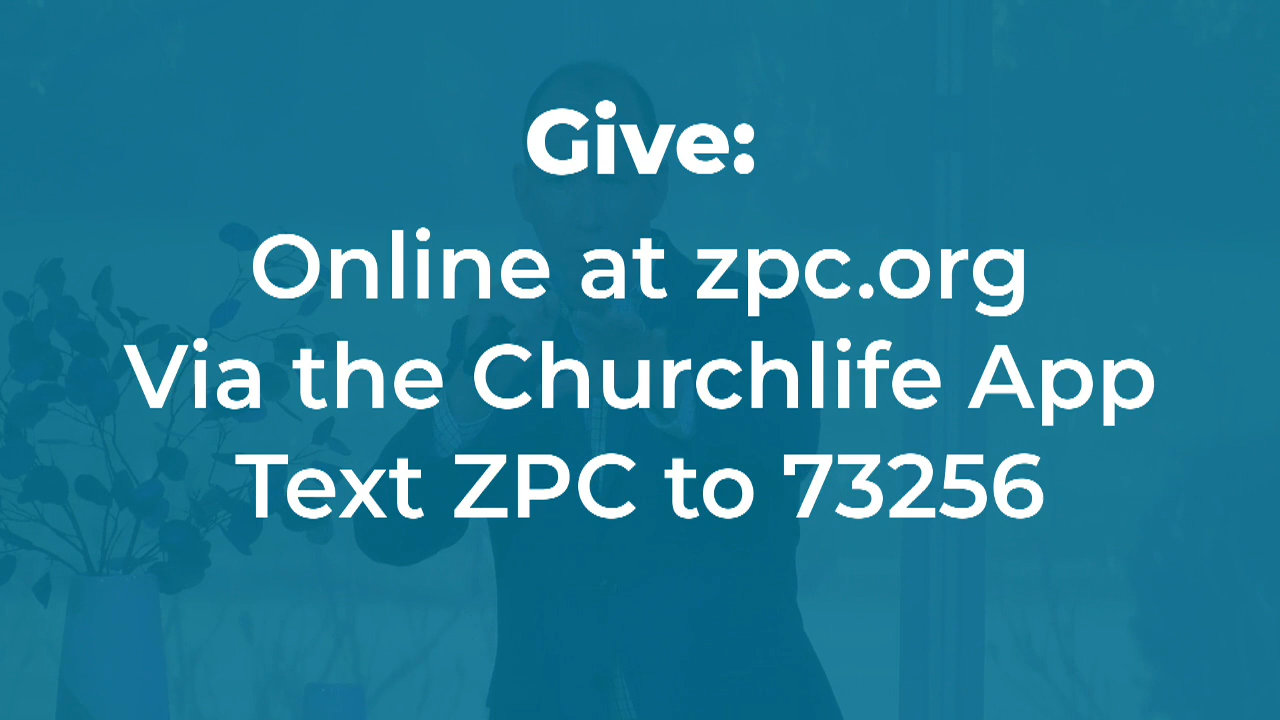 Give:
Online at zpc.org
Via the Churchlife App
Text ZPC to 73256